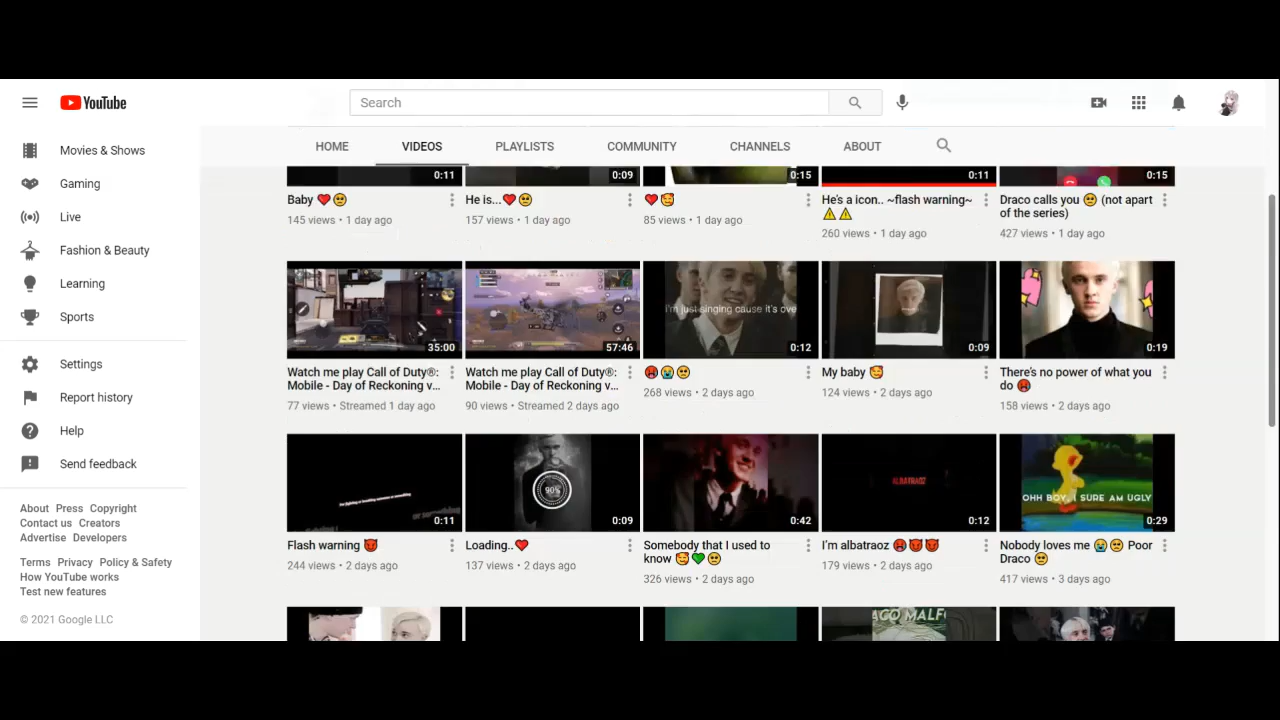 YouTube
Search
HOME VIDEOS PLAYLISTS COMMUNITY CHANNELS ABOUT
Movies & Shows
Gaming
Live
Fashion & Beauty
Learning
Sports
Settings
Report history
Help
Send feedback
About Press Copyright
Contact us Creators
Advertise Developers
Terms Privacy Policy & Safety
How YouTube works
Test new features
© 2021 Google LLC
0:11
Baby ❤️🥺
145 views • 1 day ago
0:09
He is...❤️🥺
157 views • 1 day ago
0:15
❤️🥰
85 views • 1 day ago
0:11
He's a icon.. ~flash warning~
⚠️⚠️
260 views • 1 day ago
0:15
Draco calls you 🥺 (not apart
of the series)
427 views • 1 day ago
35:00
Watch me play Call of Duty®:
Mobile - Day of Reckoning v...
77 views • Streamed 1 day ago
57:46
Watch me play Call of Duty®:
Mobile - Day of Reckoning v...
90 views • Streamed 2 days ago
i'm just singing cause it's ove
0:12
😡😭🥺
268 views • 2 days ago
0:09
My baby 🥰
124 views • 2 days ago
0:19
There's no power of what you
do 😡
158 views • 2 days ago
0:11
Flash warning 😈
244 views • 2 days ago
90%
0:09
Loading..❤️
137 views • 2 days ago
0:42
Somebody that I used to
know 🥰💚🥺
326 views • 2 days ago
ALBATRAOZ
0:12
I'm albatraoz 😡😈😈
179 views • 2 days ago
OHH BOY, I SURE AM UGLY
0:29
Nobody loves me 😭🥺 Poor
Draco 🥺
417 views • 3 days ago